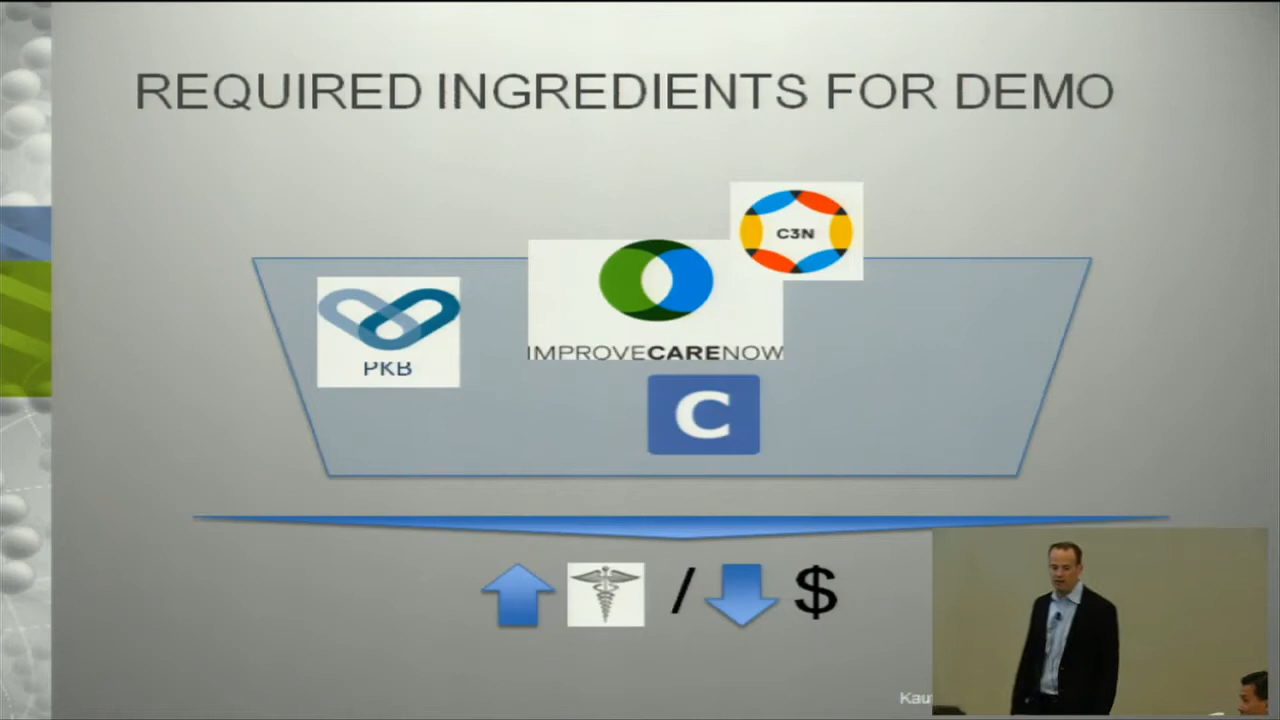 REQUIRED INGREDIENTS FOR DEMO
C3N
PKB
IMPROVECARENOW
C
/ $